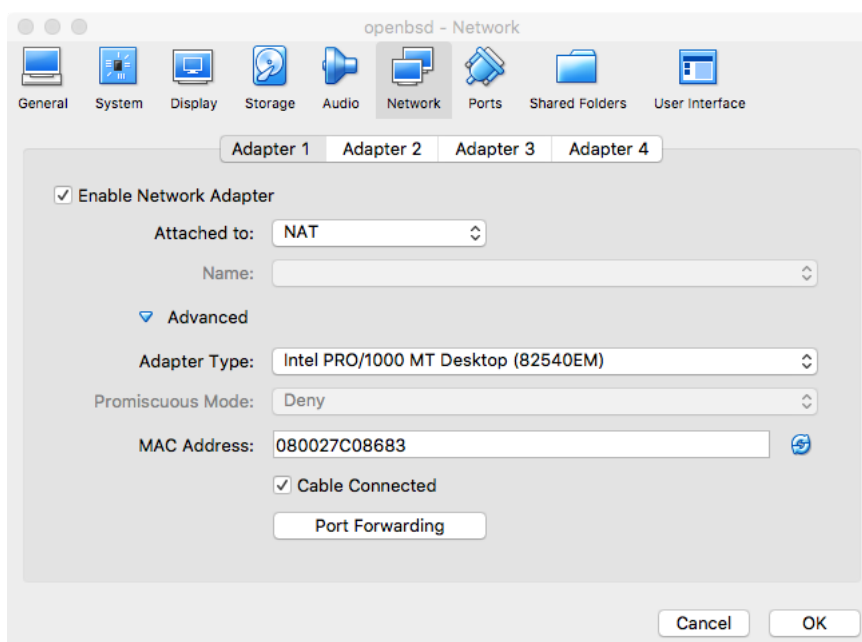 openbsd - Network
General System Display Storage Audio Network Ports Shared Folders User Interface
Adapter 1 Adapter 2 Adapter 3 Adapter 4
Enable Network Adapter
Attached to: NAT
Name:
Advanced
Adapter Type: Intel PRO/1000 MT Desktop (82540EM)
Promiscuous Mode: Deny
MAC Address: 080027C08683
Cable Connected
Port Forwarding
Cancel OK